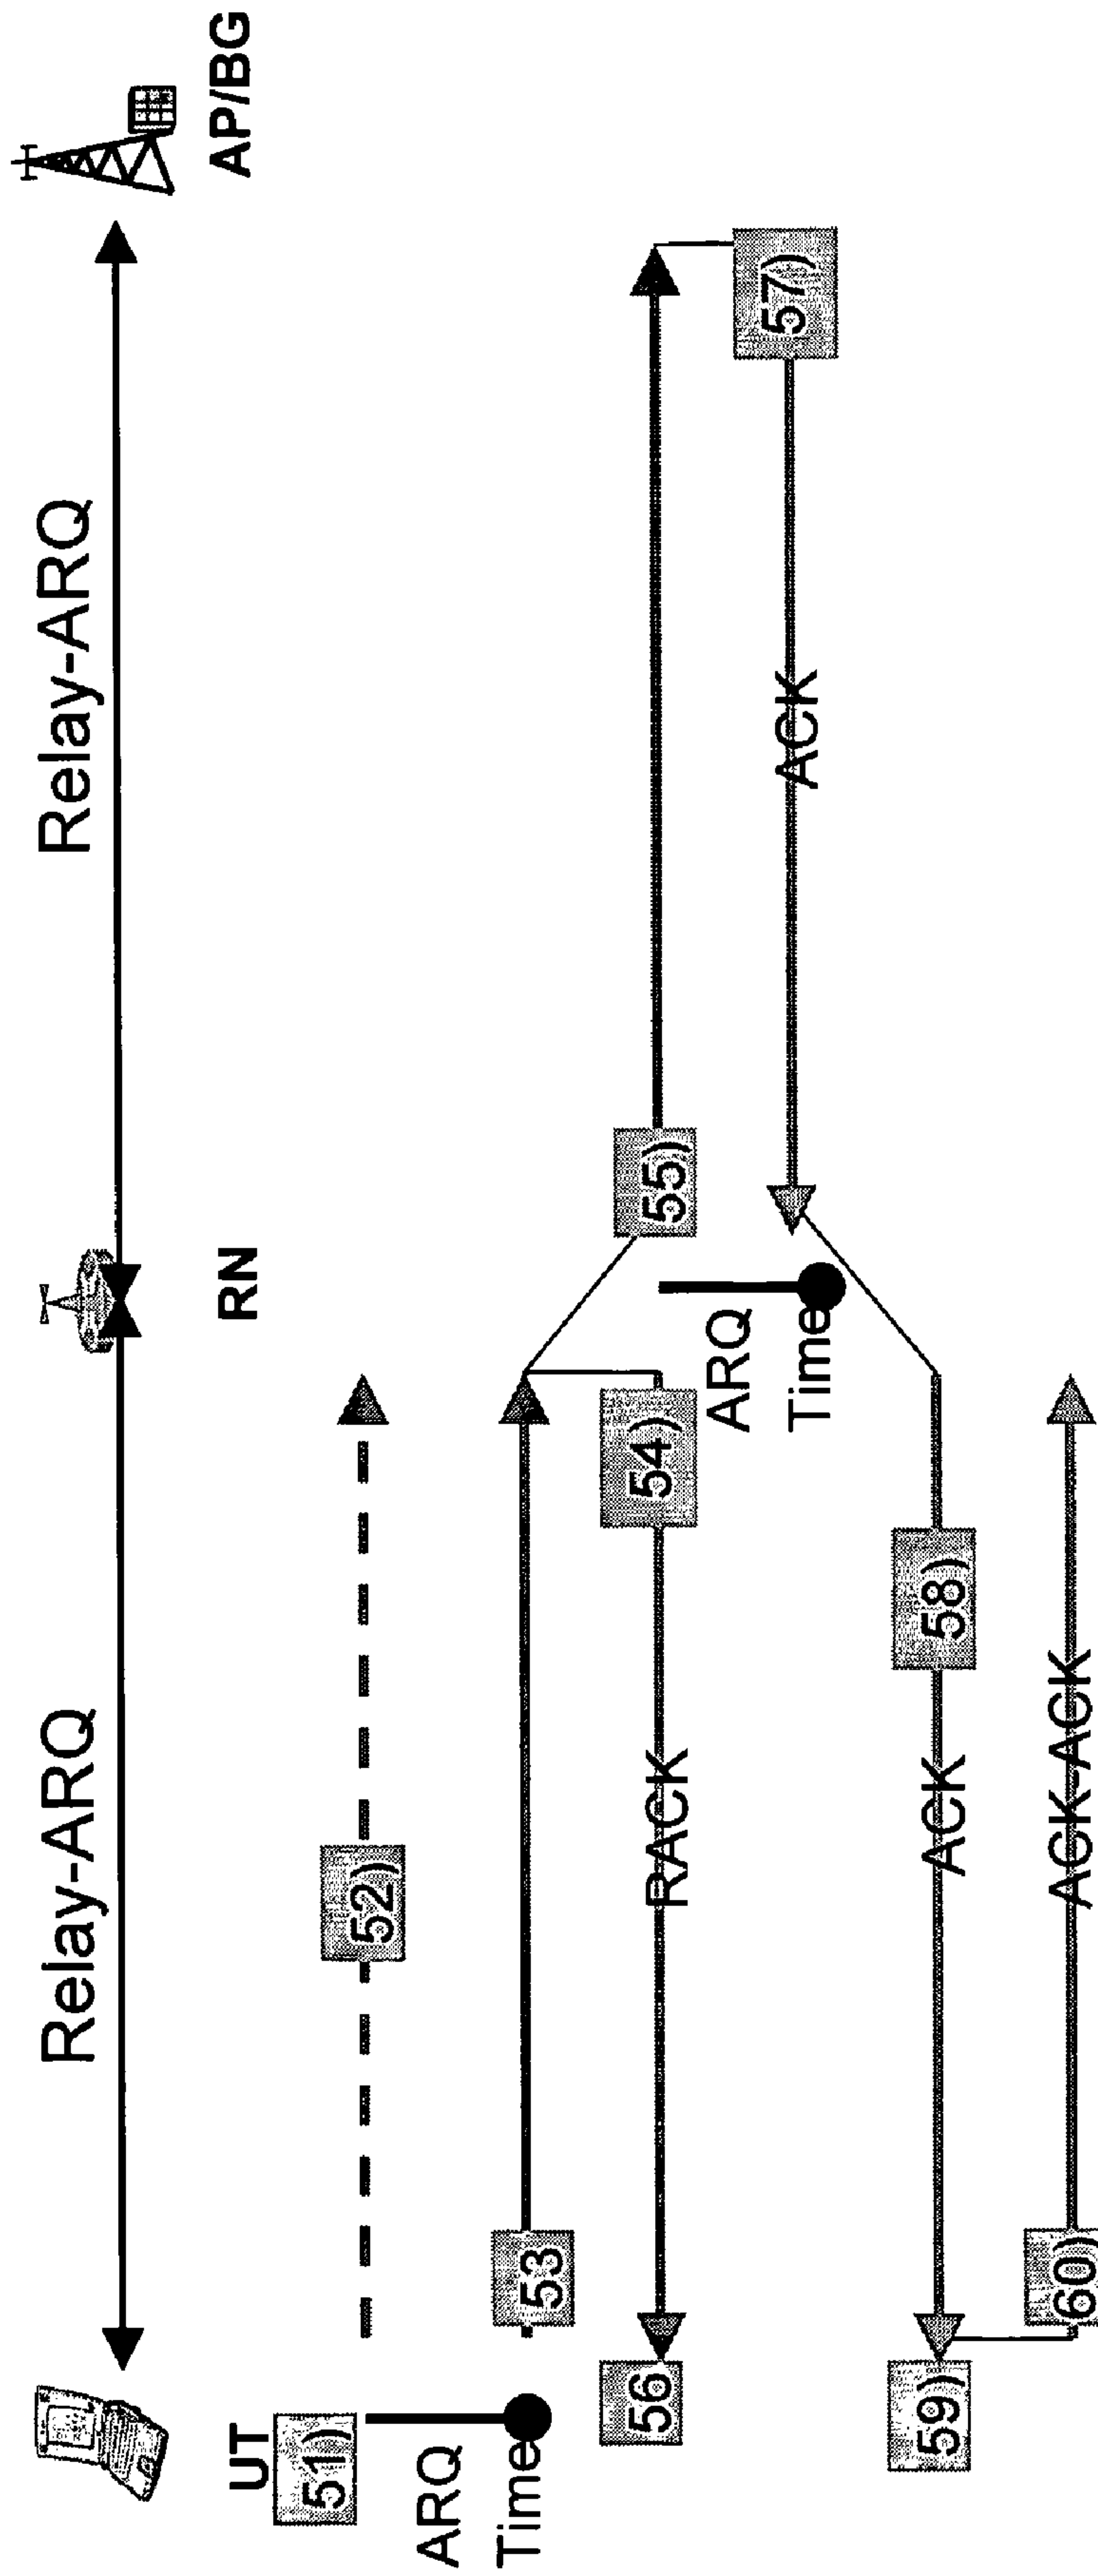 Relay-ARQ
Relay-ARQ
UT
RN
AP/BG
51)
52)
ARQ
Time
53
54)
55)
56
RACK
ARQ
Time
57)
ACK
58)
ACK
59)
60)
ACK-ACK